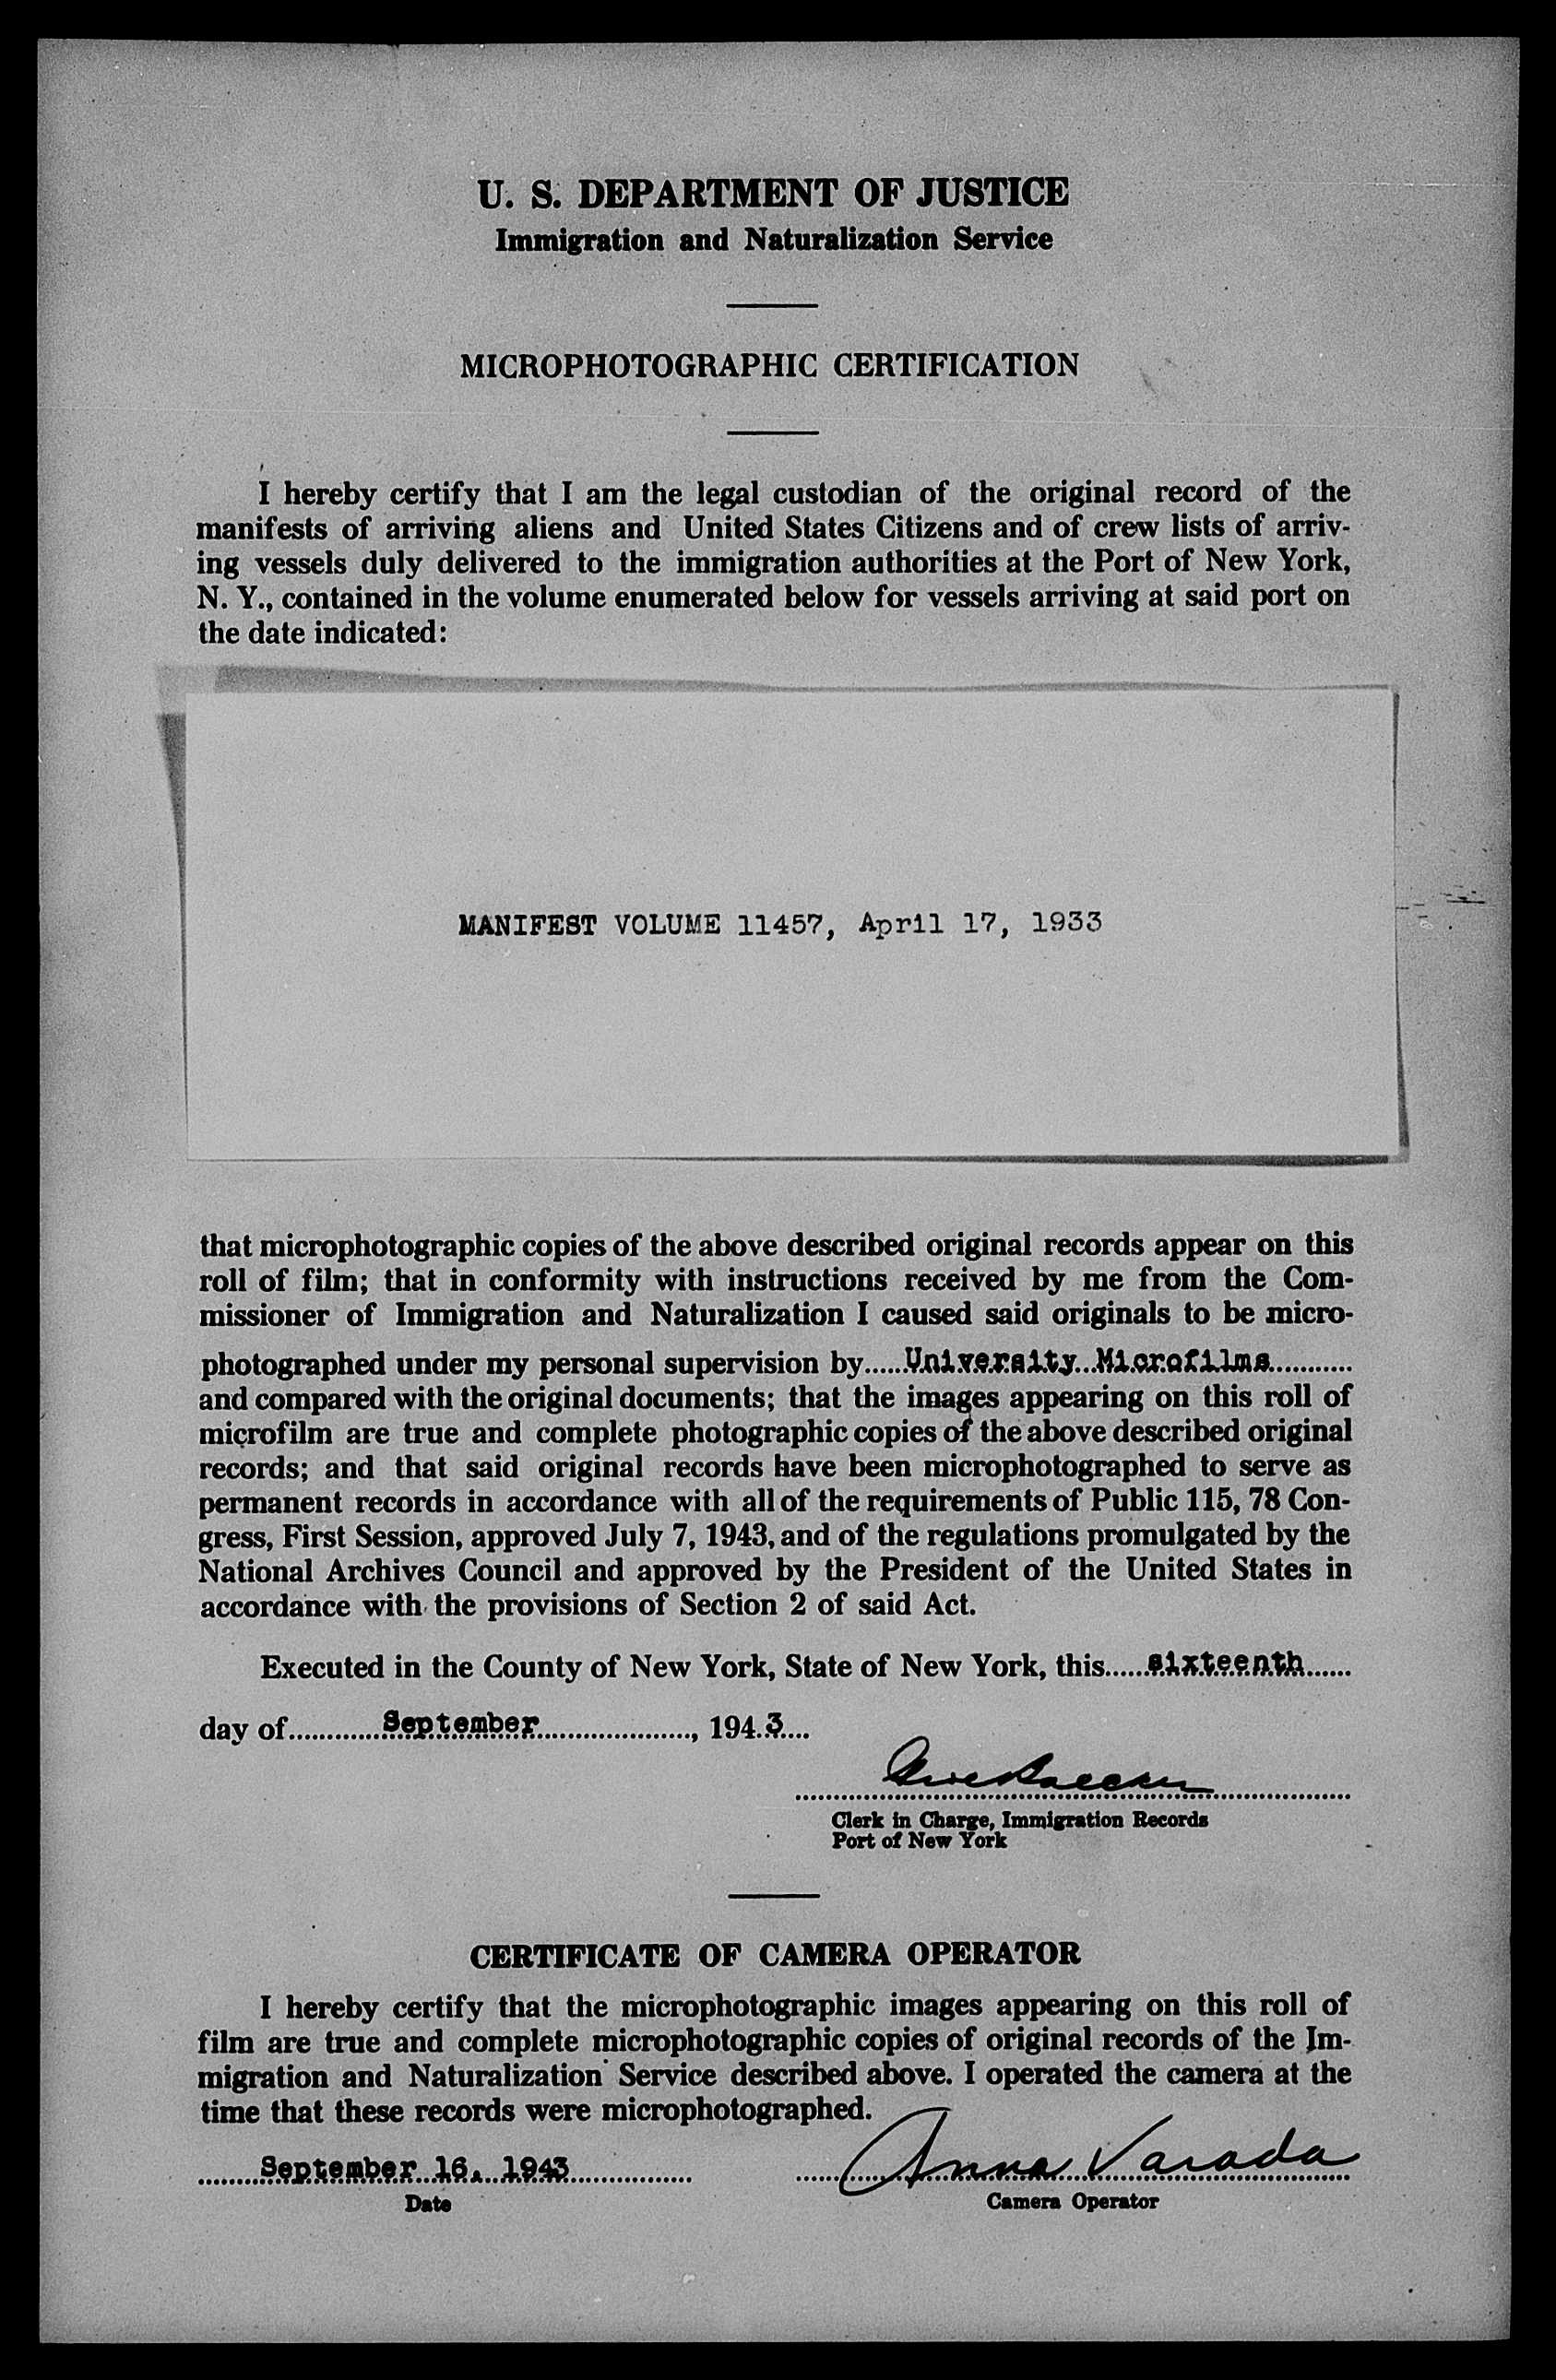 U. S. DEPARTMENT OF JUSTICE
Immigration and Naturalization Service
MICROPHOTOGRAPHIC CERTIFICATION
I hereby certify that I am the legal custodian of the original record of the
manifests of arriving aliens and United States Citizens and of crew lists of arriv-
ing vessels duly delivered to the immigration authorities at the Port of New York,
N. Y., contained in the volume enumerated below for vessels arriving at said port on
the date indicated:
MANIFEST VOLUME 11457, April 17, 1933
that microphotographic copies of the above described original records appear on this
roll of film; that in conformity with instructions received by me from the Com-
missioner of Immigration and Naturalization I caused said originals to be micro-
photographed under my personal supervision by.....University Microfilms...........
and compared with the original documents; that the images appearing on this roll of
microfilm are true and complete photographic copies of the above described original
records; and that said original records have been microphotographed to serve as
permanent records in accordance with all of the requirements of Public 115, 78 Con-
gress, First Session, approved July 7, 1943, and of the regulations promulgated by the
National Archives Council and approved by the President of the United States in
accordance with the provisions of Section 2 of said Act.
Executed in the County of New York, State of New York, this......sixteenth......
day of............September...................., 194.3....
Clerk in Charge, Immigration Records
Port of New York
CERTIFICATE OF CAMERA OPERATOR
I hereby certify that the microphotographic images appearing on this roll of
film are true and complete microphotographic copies of original records of the Im-
migration and Naturalization Service described above. I operated the camera at the
time that these records were microphotographed.
September 16, 1943 Anna Varada
Date Camera Operator